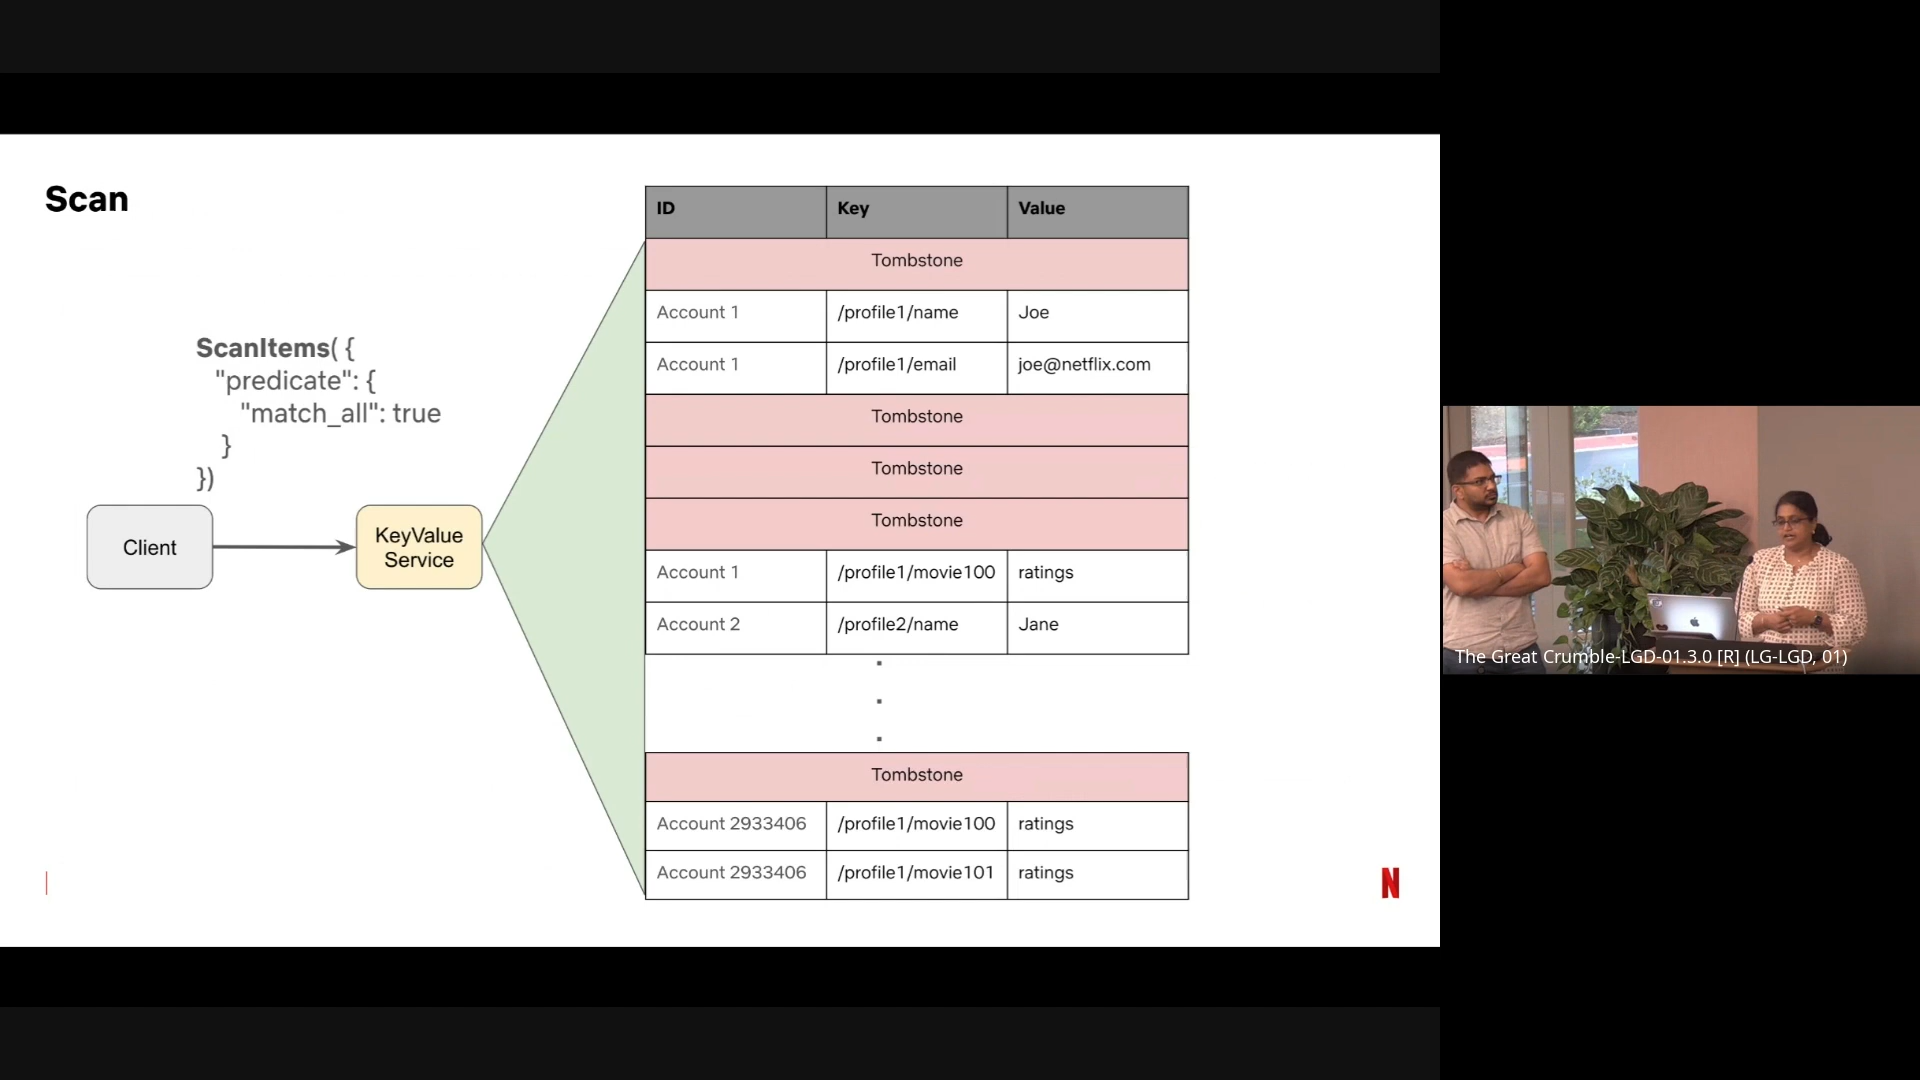 Scan
ScanItems( {
"predicate": {
"match_all": true
}
})
Client
KeyValue
Service
ID Key Value
Tombstone
Account 1 /profile1/name Joe
Account 1 /profile1/email joe@netflix.com
Tombstone
Tombstone
Tombstone
Account 1 /profile1/movie100 ratings
Account 2 /profile2/name Jane
Tombstone
Account 2933406 /profile1/movie100 ratings
Account 2933406 /profile1/movie101 ratings
N
The Great Crumble-LGD-01.3.0 [R] (LG-LGD, 01)